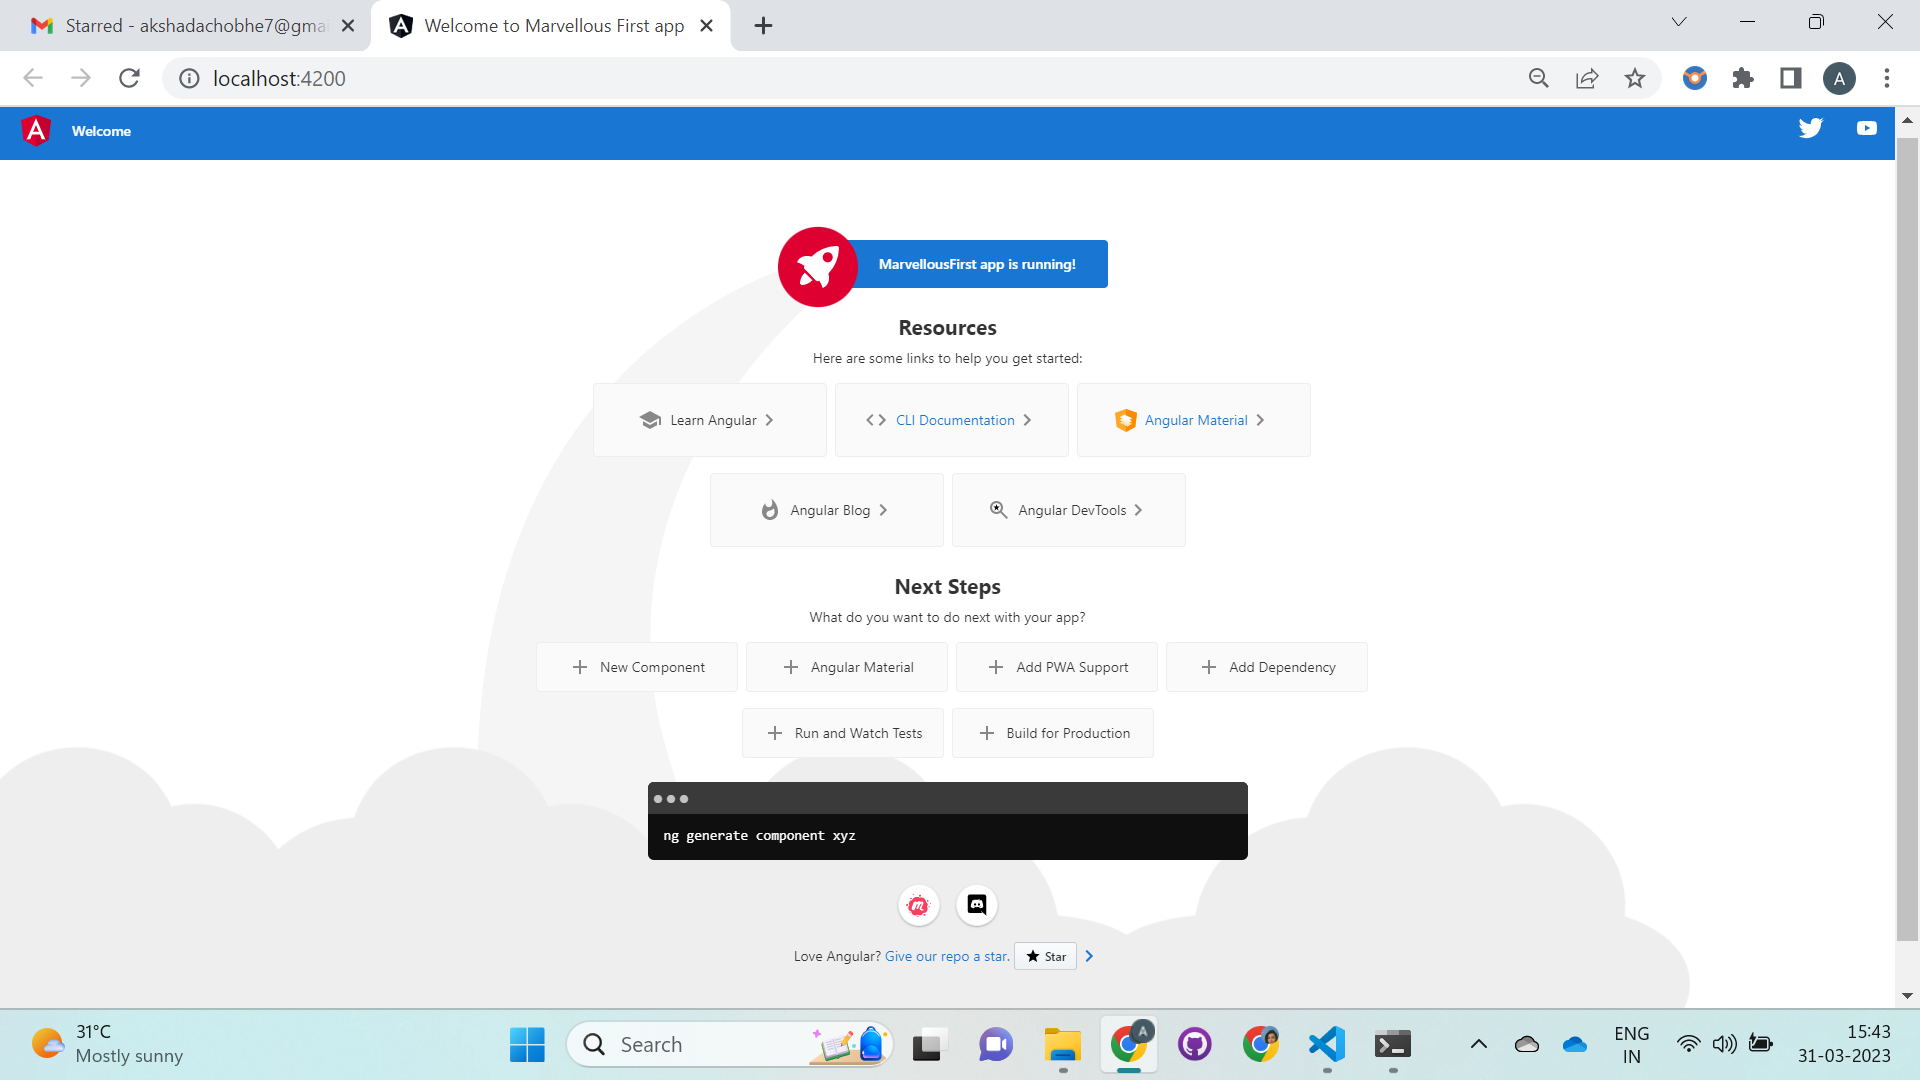 Starred - akshadachobhe7@gma
Welcome to Marvellous First app
localhost:4200
A
Welcome
MarvellousFirst app is running!
Resources
Here are some links to help you get started:
Learn Angular
CLI Documentation
Angular Material
Angular Blog
Angular DevTools
Next Steps
What do you want to do next with your app?
New Component
Angular Material
Add PWA Support
Add Dependency
Run and Watch Tests
Build for Production
ng generate component xyz
Love Angular? Give our repo a star. Star
31°C
Mostly sunny
Search
A
ENG
IN
15:43
31-03-2023